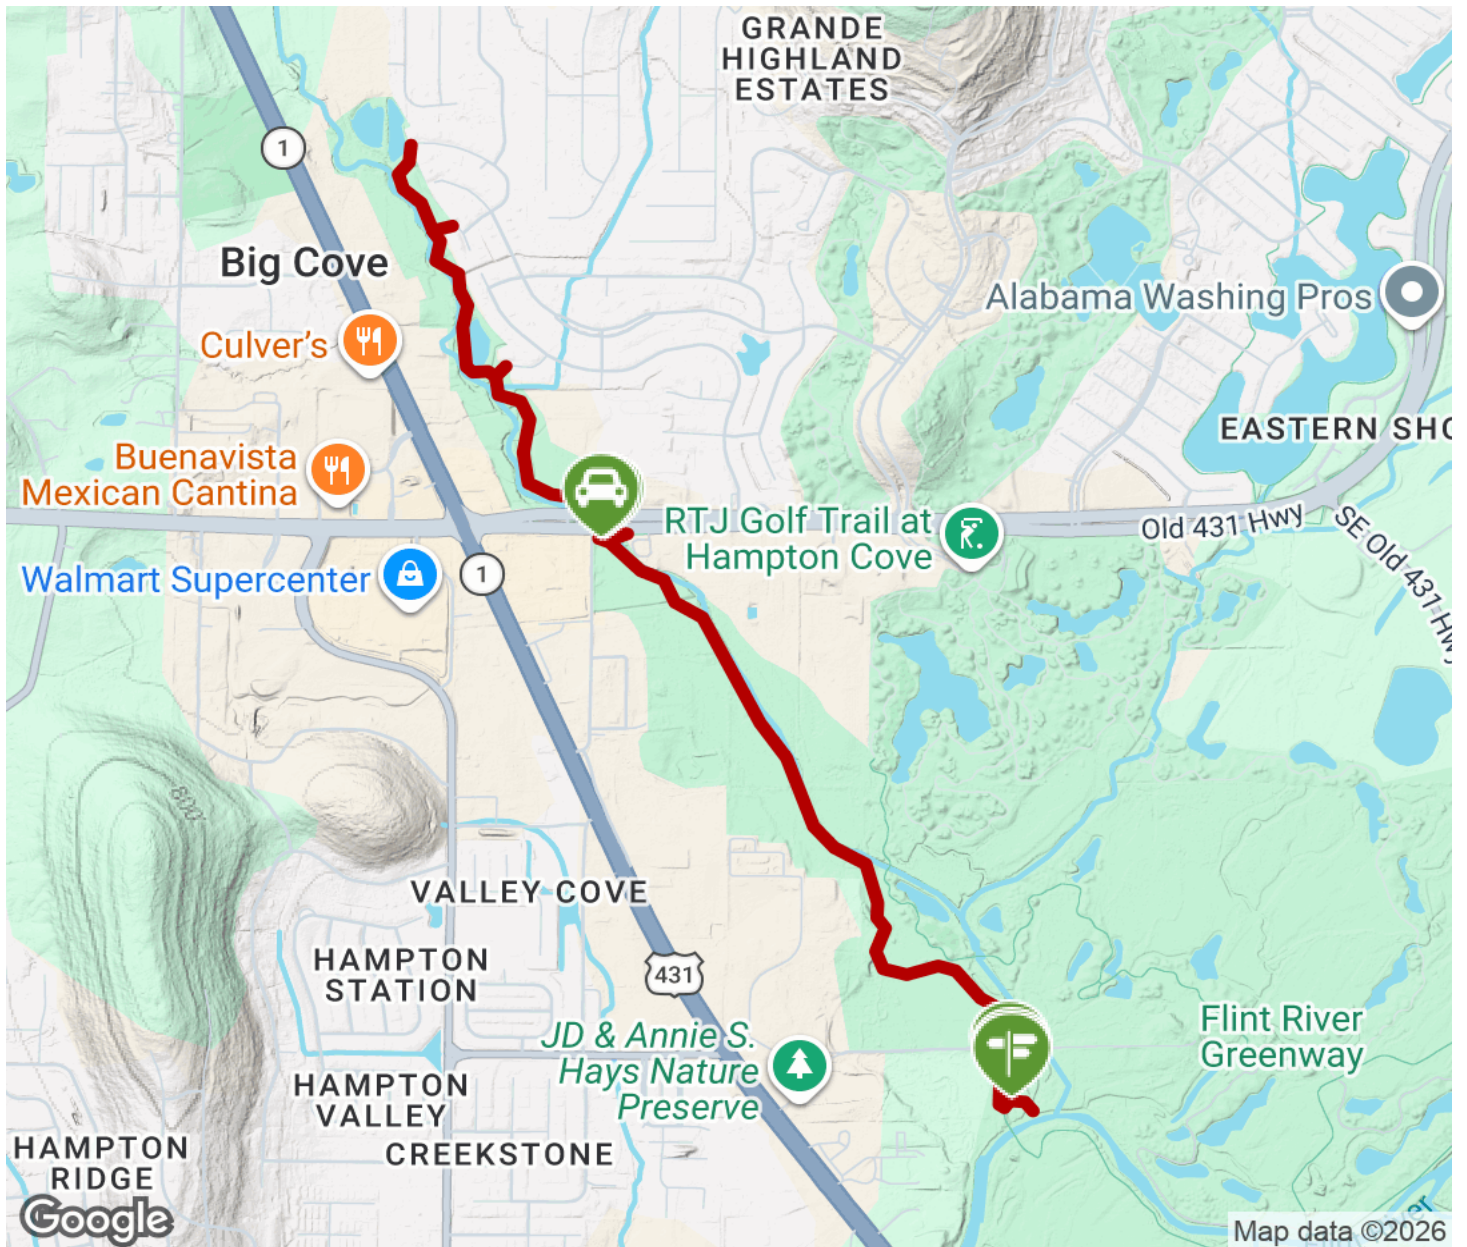 GRANDE
HIGHLAND
ESTATES
1
Big Cove
Alabama Washing Pros
Culver's
EASTERN SHO
Buenavista
Mexican Cantina
RTJ Golf Trail at
Hampton Cove
Old 431 Hwy
SE Old 431 Hwy
Walmart Supercenter
1
800
VALLEY COVE
HAMPTON
STATION
431
JD & Annie S.
Hays Nature
Preserve
Flint River
Greenway
HAMPTON
VALLEY
CREEKSTONE
HAMPTON
RIDGE
Google
Map data ©2026